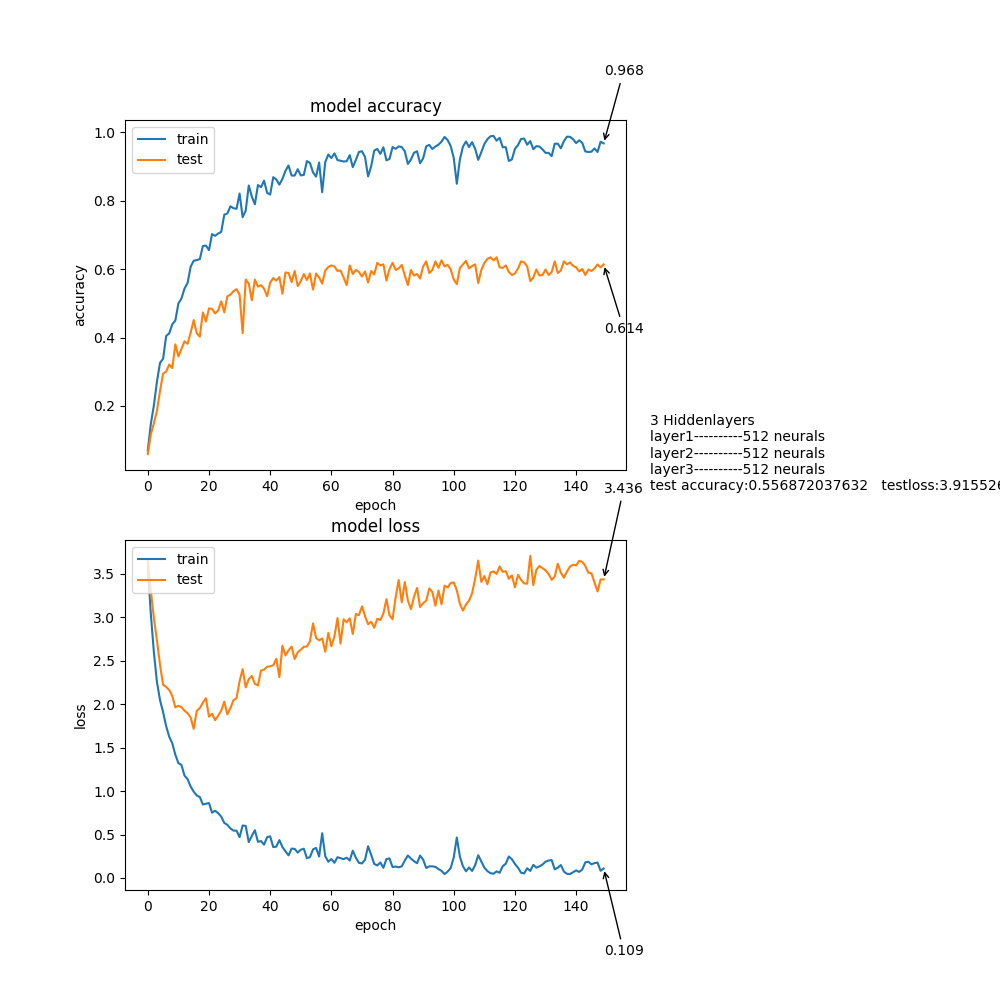 0.968
model accuracy
train
test
1.0
0.8
0.6
0.4
0.2
accuracy
0.614
0 20 40 60 80 100 120 140
epoch
3 Hiddenlayers
layer1----------512 neurals
layer2----------512 neurals
layer3----------512 neurals
test accuracy:0.556872037632 testloss:3.915526
3.436
model loss
train
test
3.5
3.0
2.5
2.0
1.5
1.0
0.5
0.0
loss
0 20 40 60 80 100 120 140
epoch
0.109